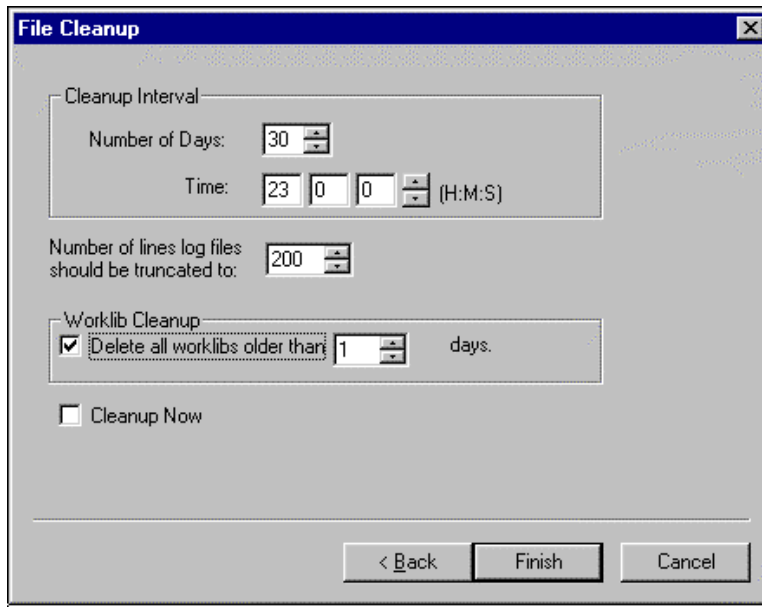 File Cleanup
Cleanup Interval
Number of Days: 30
Time: 23 0 0 (H:M:S)
Number of lines log files
should be truncated to: 200
Worklib Cleanup
Delete all worklibs older than 1 days.
Cleanup Now
< Back Finish Cancel